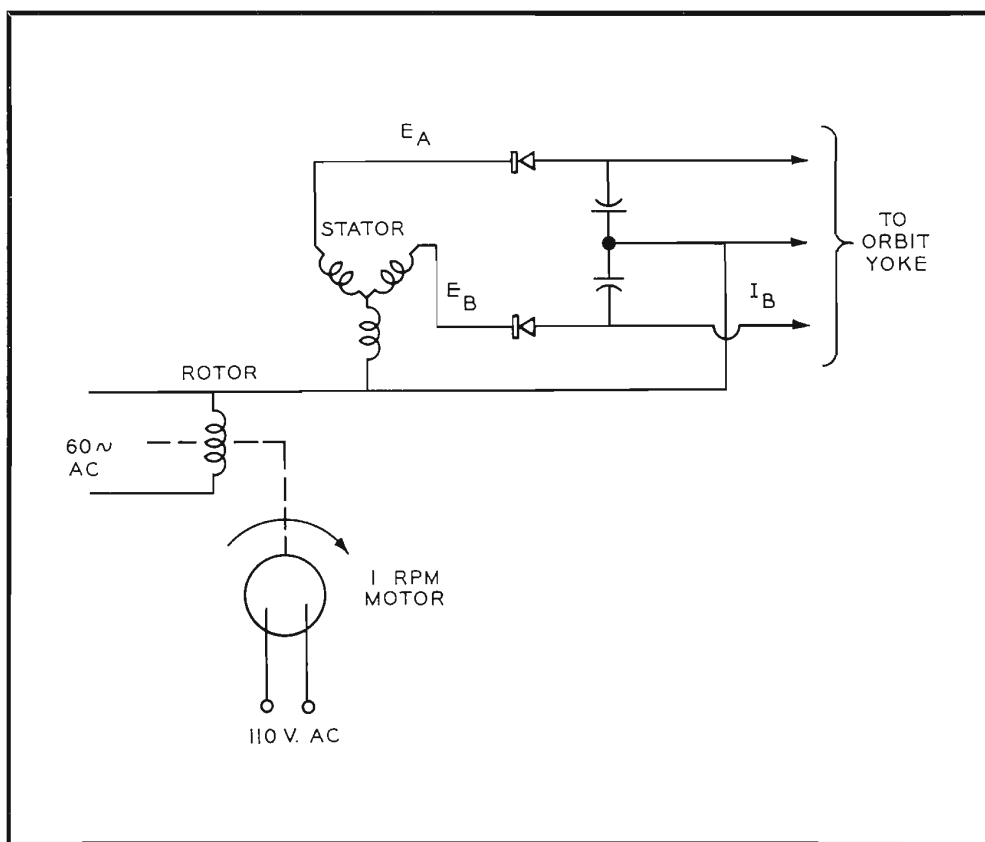 E_A
STATOR
E_B
TO
ORBIT
YOKE
I_B
ROTOR
60~
AC
1 RPM
MOTOR
110 V. AC